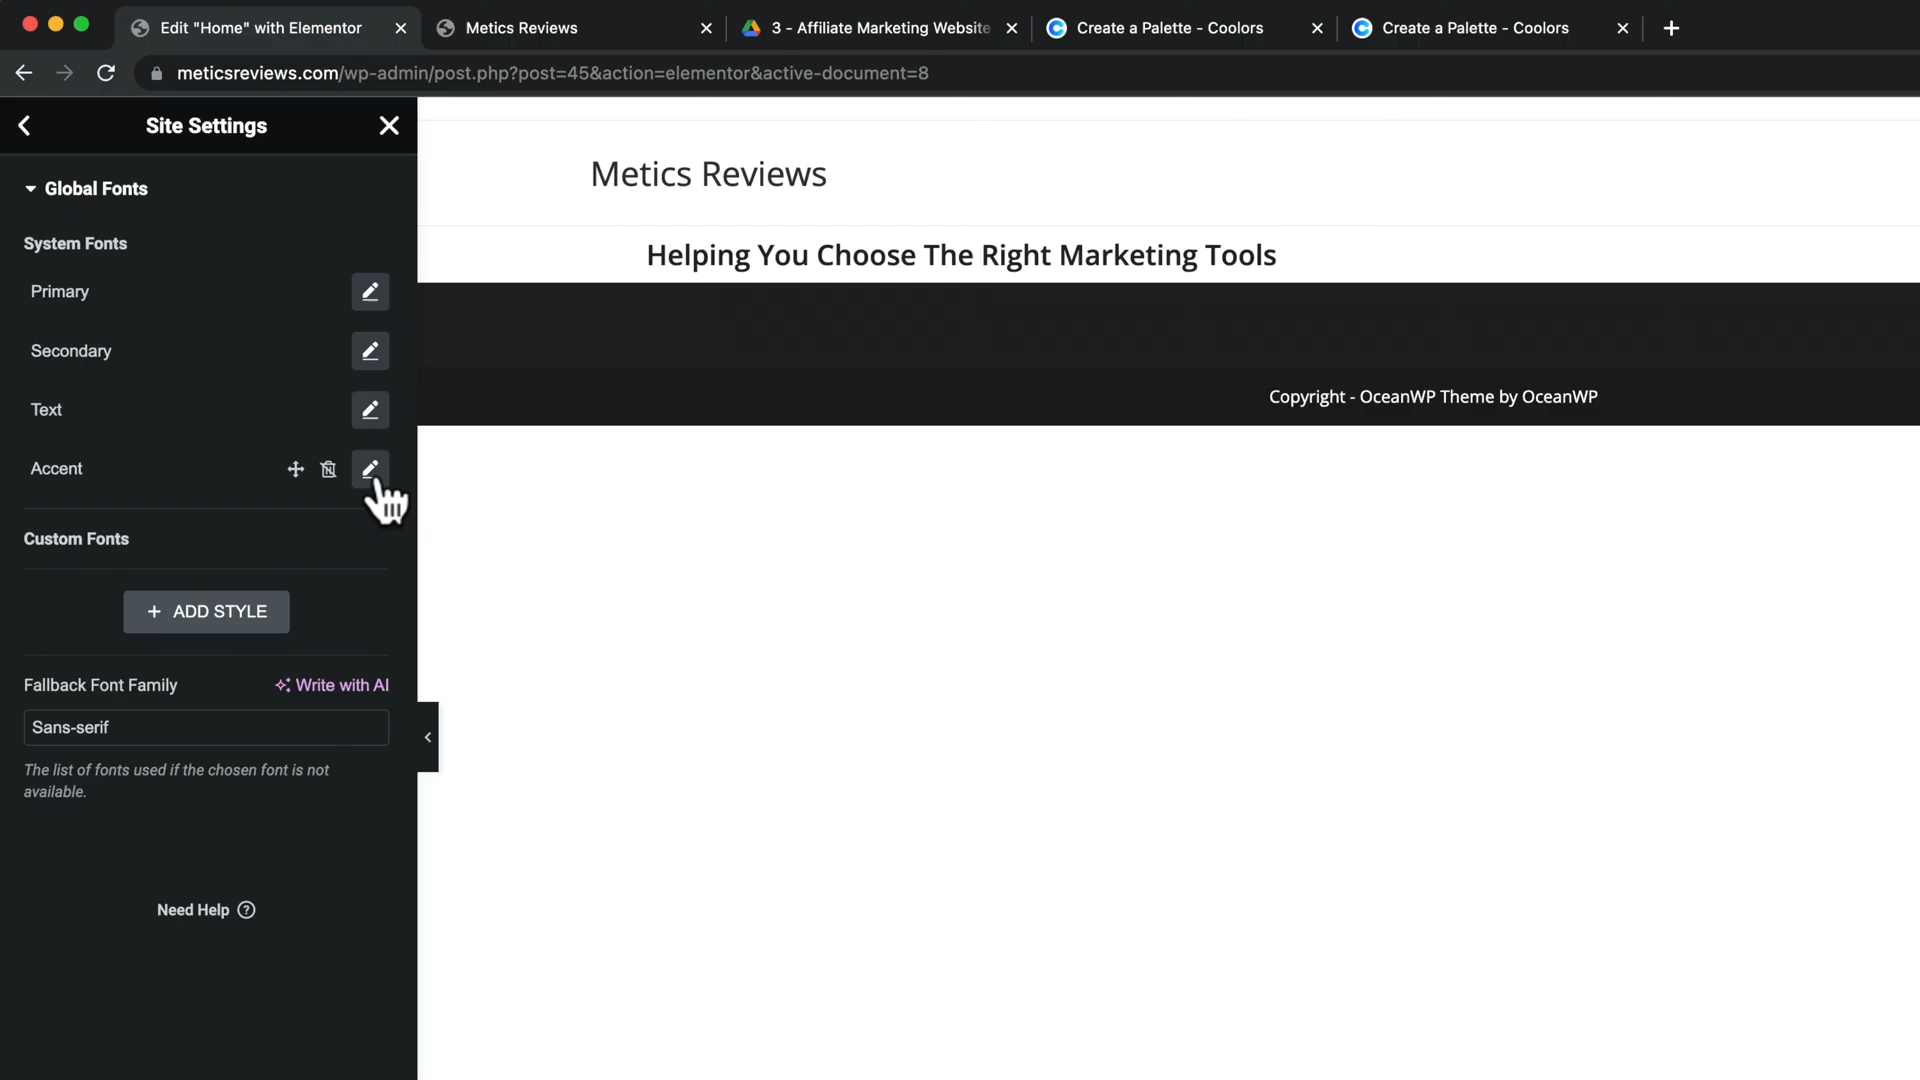 Edit "Home" with Elementor
Metics Reviews
3 - Affiliate Marketing Website
Create a Palette - Coolors
Create a Palette - Coolors
meticsreviews.com/wp-admin/post.php?post=45&action=elementor&active-document=8
Site Settings
Global Fonts
System Fonts
Primary
Secondary
Text
Accent
Custom Fonts
+ ADD STYLE
Fallback Font Family
Write with AI
Sans-serif
The list of fonts used if the chosen font is not
available.
Need Help ?
Metics Reviews
Helping You Choose The Right Marketing Tools
Copyright - OceanWP Theme by OceanWP